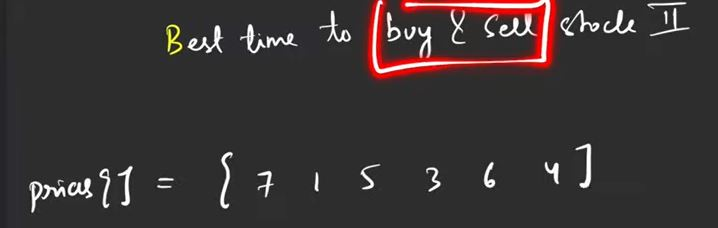 Best time to buy & Sell stock II
prices[] = [ 7 1 5 3 6 4 ]